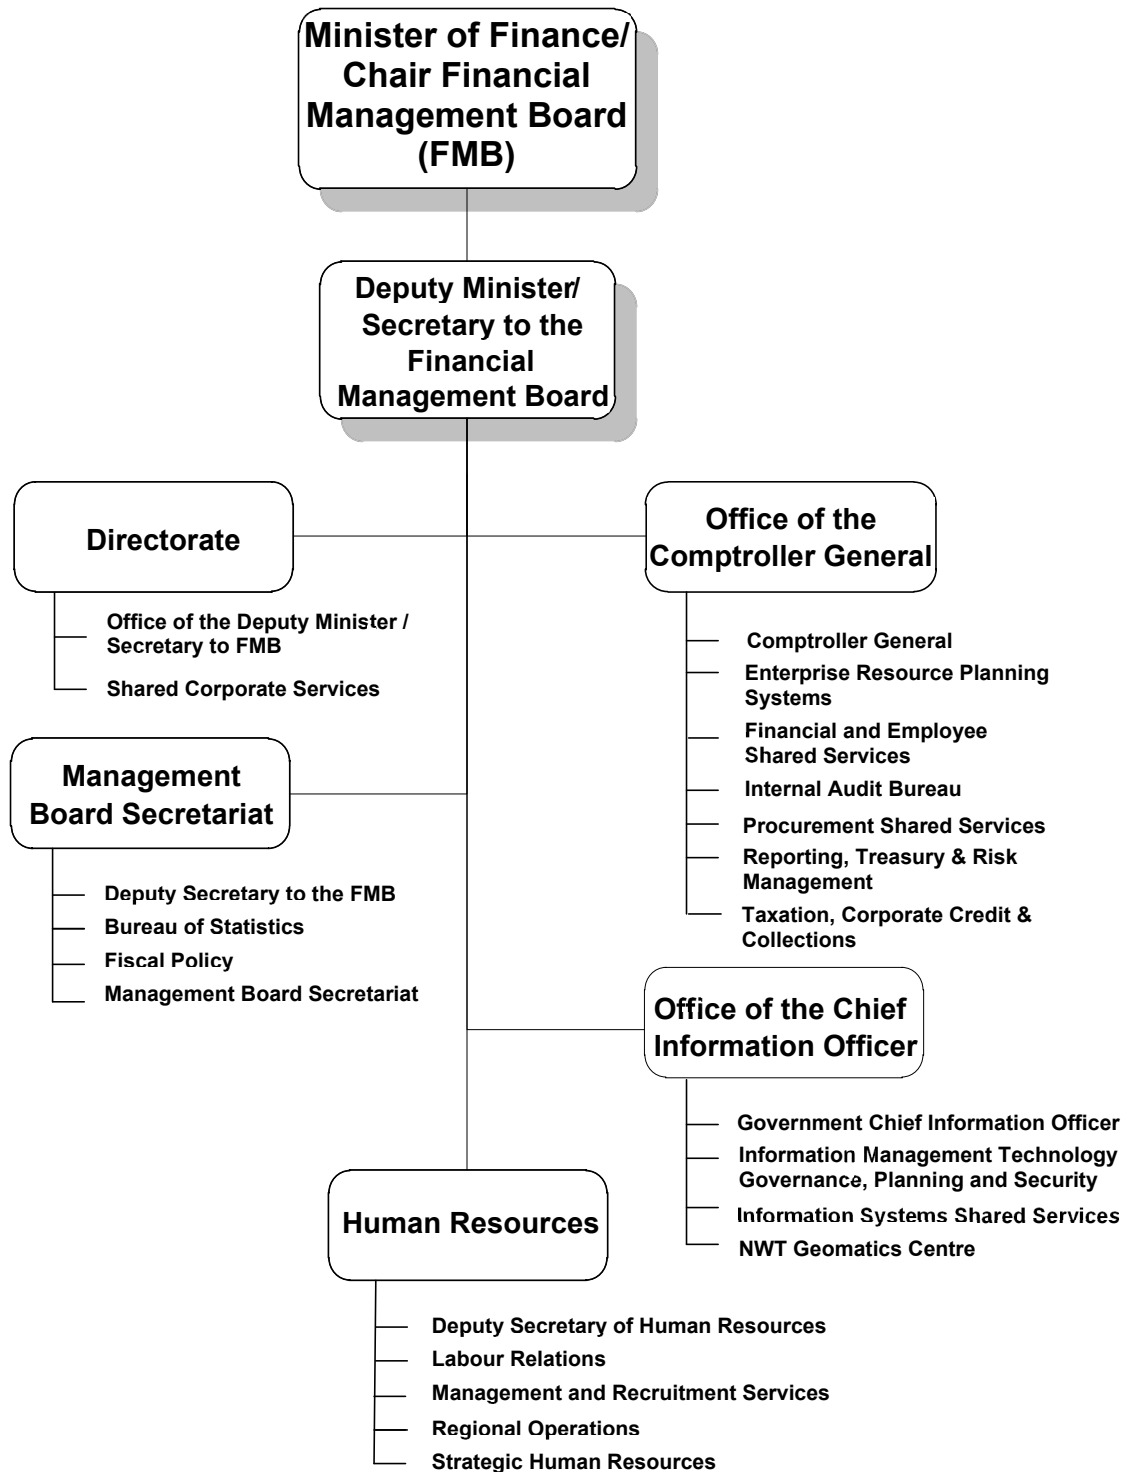 Minister of Finance/
Chair Financial
Management Board
(FMB)
Deputy Minister/
Secretary to the
Financial
Management Board
Directorate
Office of the Deputy Minister /
Secretary to FMB
Shared Corporate Services
Office of the
Comptroller General
Comptroller General
Enterprise Resource Planning
Systems
Financial and Employee
Shared Services
Internal Audit Bureau
Procurement Shared Services
Reporting, Treasury & Risk
Management
Taxation, Corporate Credit &
Collections
Management
Board Secretariat
Deputy Secretary to the FMB
Bureau of Statistics
Fiscal Policy
Management Board Secretariat
Office of the Chief
Information Officer
Government Chief Information Officer
Information Management Technology
Governance, Planning and Security
Information Systems Shared Services
NWT Geomatics Centre
Human Resources
Deputy Secretary of Human Resources
Labour Relations
Management and Recruitment Services
Regional Operations
Strategic Human Resources